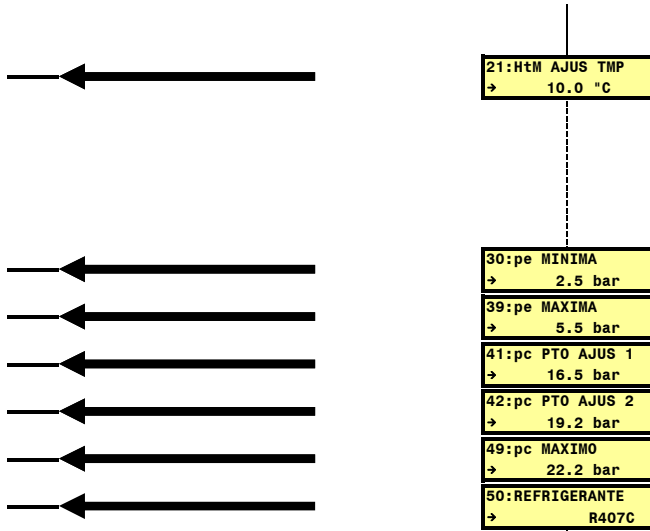 21:HtM AJUS TMP
→ 10.0 "C
30:pe MINIMA
→ 2.5 bar
39:pe MAXIMA
→ 5.5 bar
41:pc PTO AJUS 1
→ 16.5 bar
42:pc PTO AJUS 2
→ 19.2 bar
49:pc MAXIMO
→ 22.2 bar
50:REFRIGERANTE
→ R407C